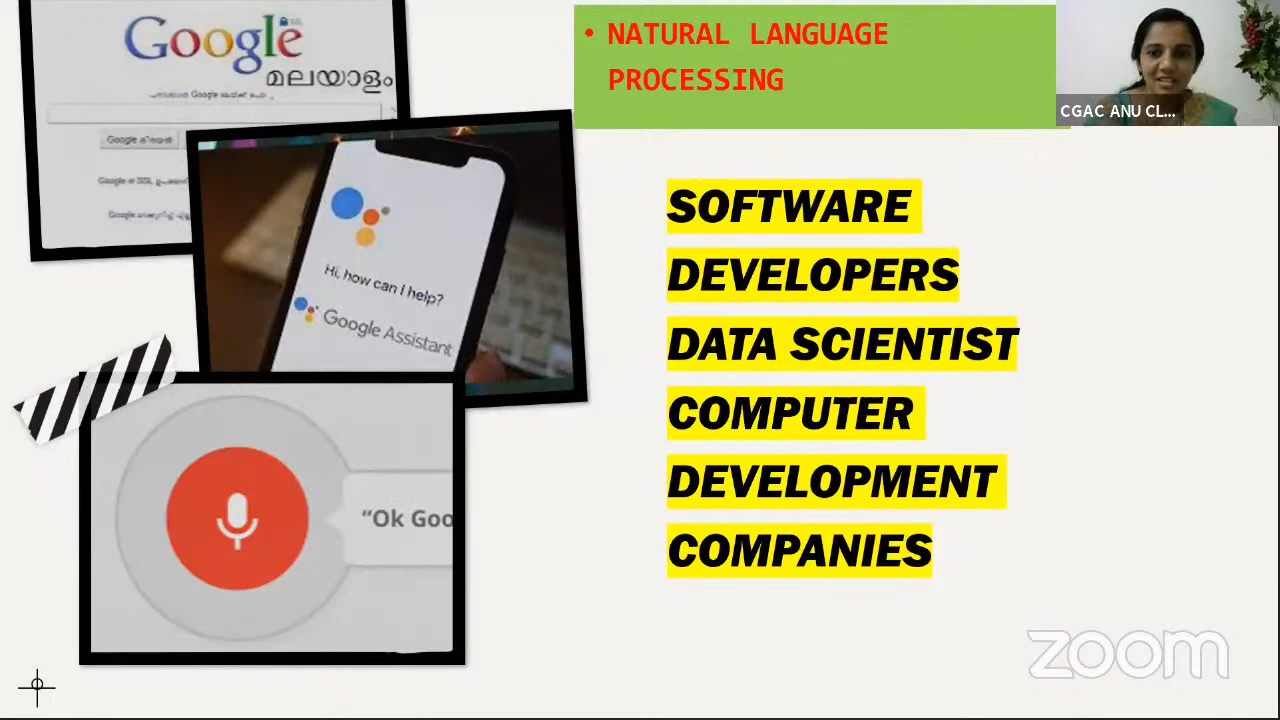 Google
മലയാളം
• NATURAL LANGUAGE
PROCESSING
CGAC ANU CL...
Hi, how can I help?
Google Assistant
"Ok Goo
SOFTWARE
DEVELOPERS
DATA SCIENTIST
COMPUTER
DEVELOPMENT
COMPANIES
zoom